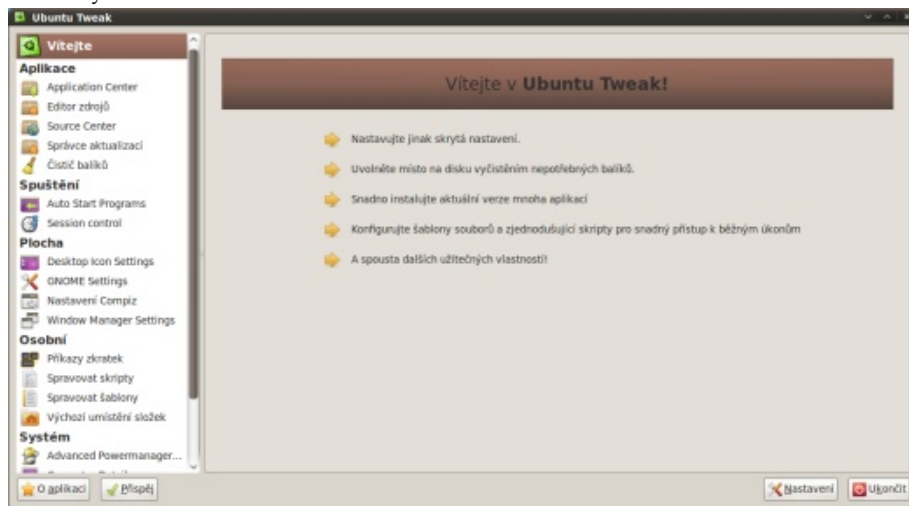 Ubuntu Tweak
Vítejte
Aplikace
Application Center
Editor zdrojů
Source Center
Správce aktualizací
Čistič balíků
Spuštění
Auto Start Programs
Session control
Plocha
Desktop Icon Settings
GNOME Settings
Nastavení Compiz
Window Manager Settings
Osobní
Příkazy zkratek
Spravovat skripty
Spravovat šablony
Výchozí umístění složek
Systém
Advanced Powermanager...
Vítejte v Ubuntu Tweak!
Nastavujte jinak skrytá nastavení.
Uvolněte místo na disku vyčistěním nepotřebných balíků.
Snadno instalujte aktuální verze mnoha aplikací
Konfigurujte šablony souborů a zjednodušující skripty pro snadný přístup k běžným úkonům
A spousta dalších užitečných vlastností!
O aplikaci
Přispěj
Nastavení
Ukončit